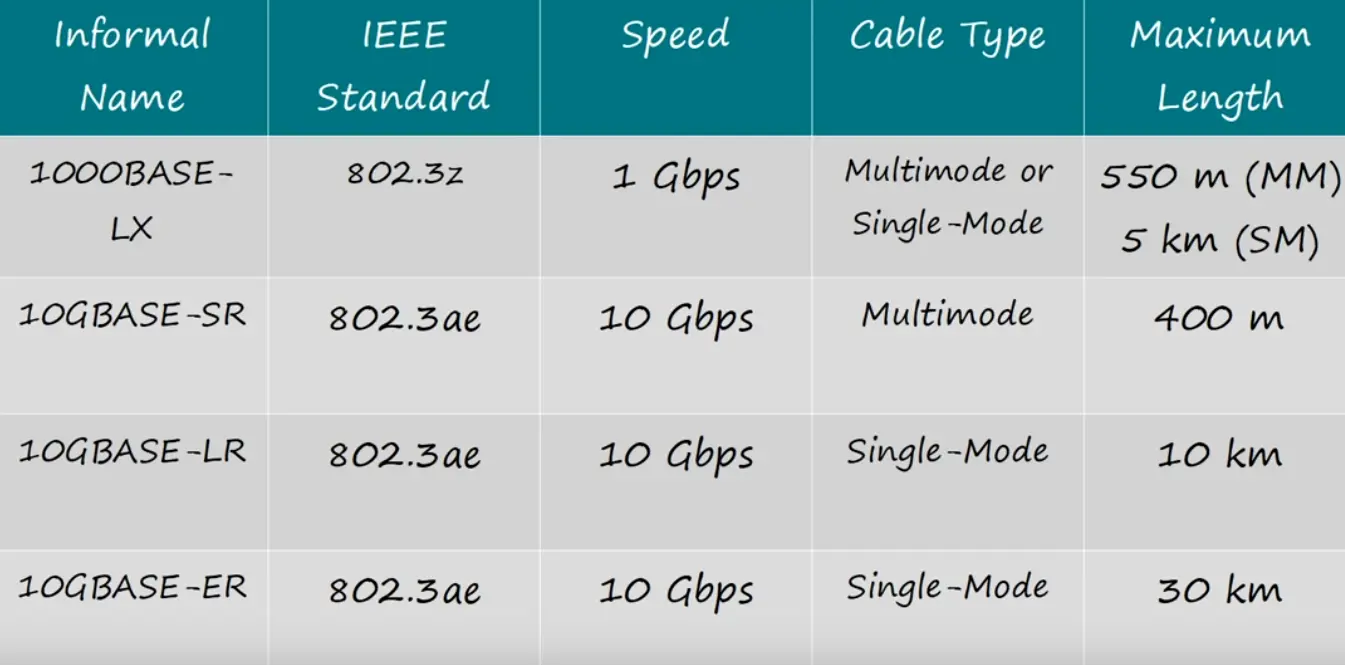 Informal Name
IEEE Standard
Speed
Cable Type
Maximum Length
1000BASE-LX
802.3z
1 Gbps
Multimode or Single-Mode
550 m (MM)
5 km (SM)
10GBASE-SR
802.3ae
10 Gbps
Multimode
400 m
10GBASE-LR
802.3ae
10 Gbps
Single-Mode
10 km
10GBASE-ER
802.3ae
10 Gbps
Single-Mode
30 km